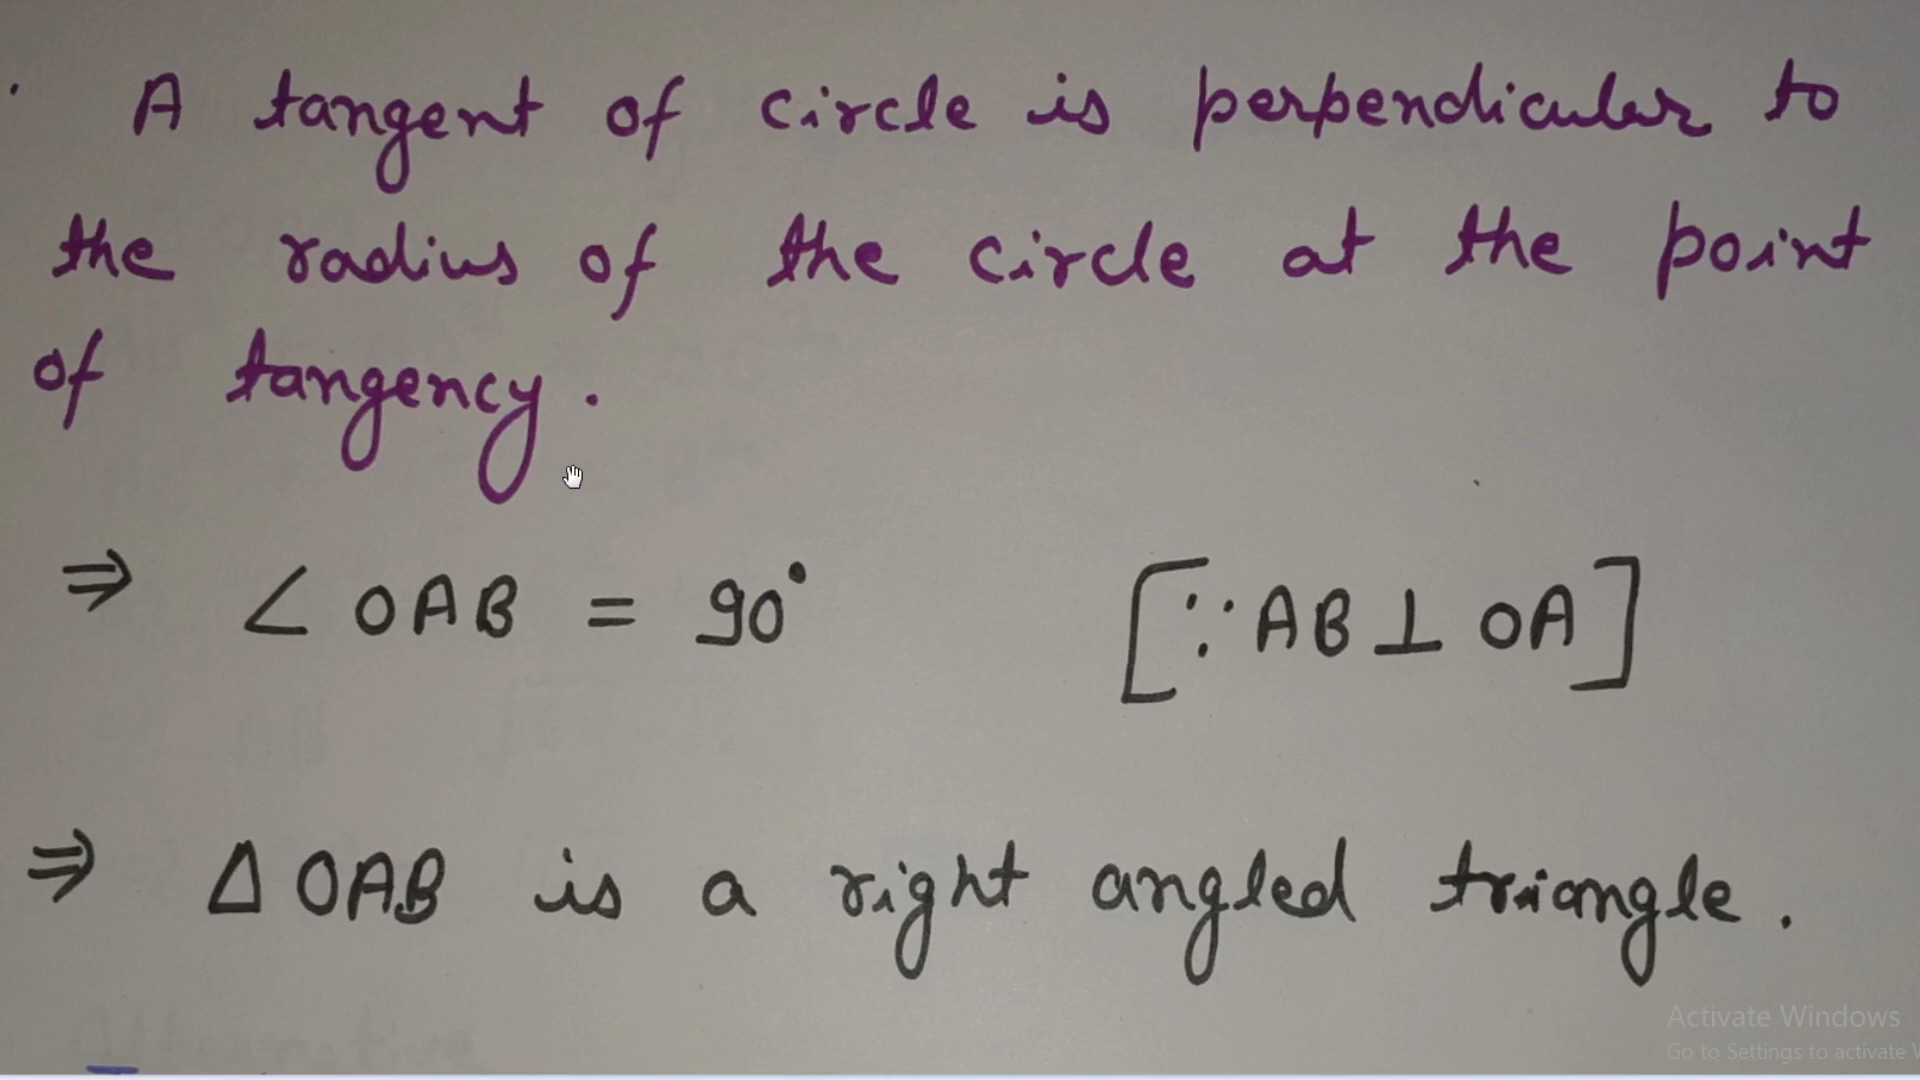 A tangent of circle is perpendicular to
the radius of the circle at the point
of tangency.
⇒ ∠OAB = 90° [∵ AB ⊥ OA]
⇒ Δ OAB is a right angled triangle.
Activate Windows
Go to Settings to activate W